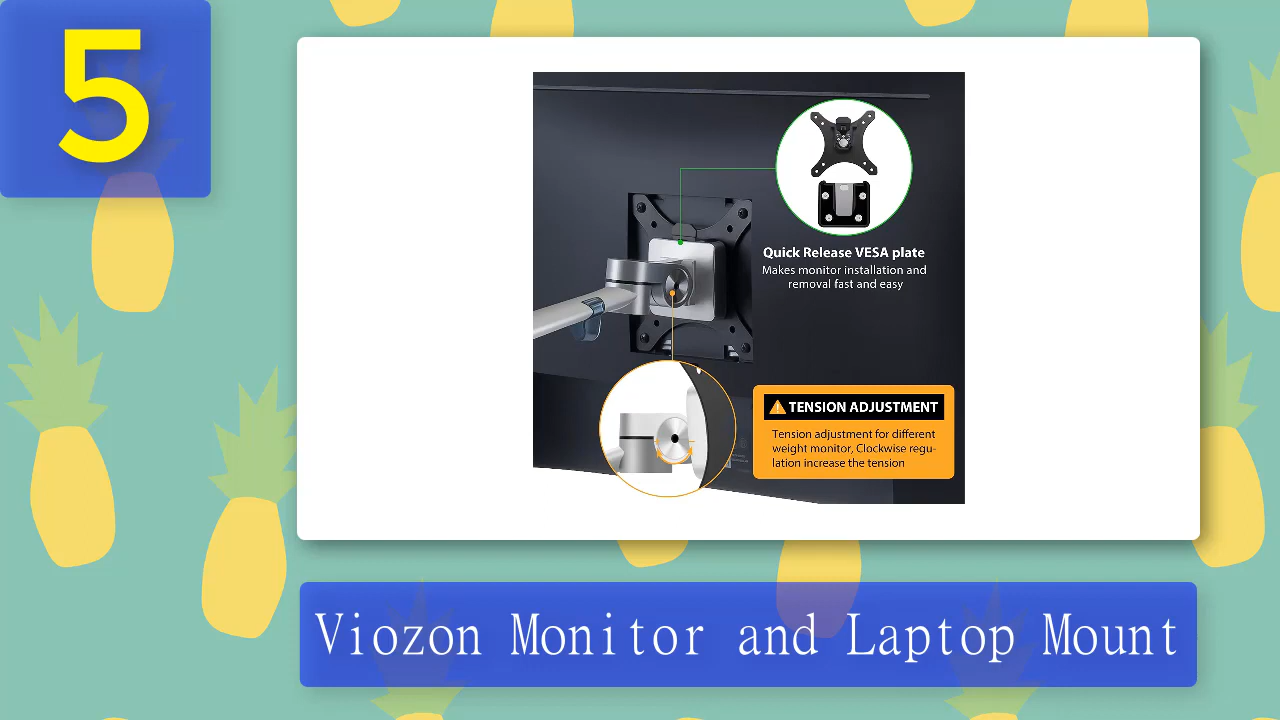 5
Quick Release VESA plate
Makes monitor installation and
removal fast and easy
TENSION ADJUSTMENT
Tension adjustment for different
weight monitor, Clockwise regu-
lation increase the tension
Viozon Monitor and Laptop Mount